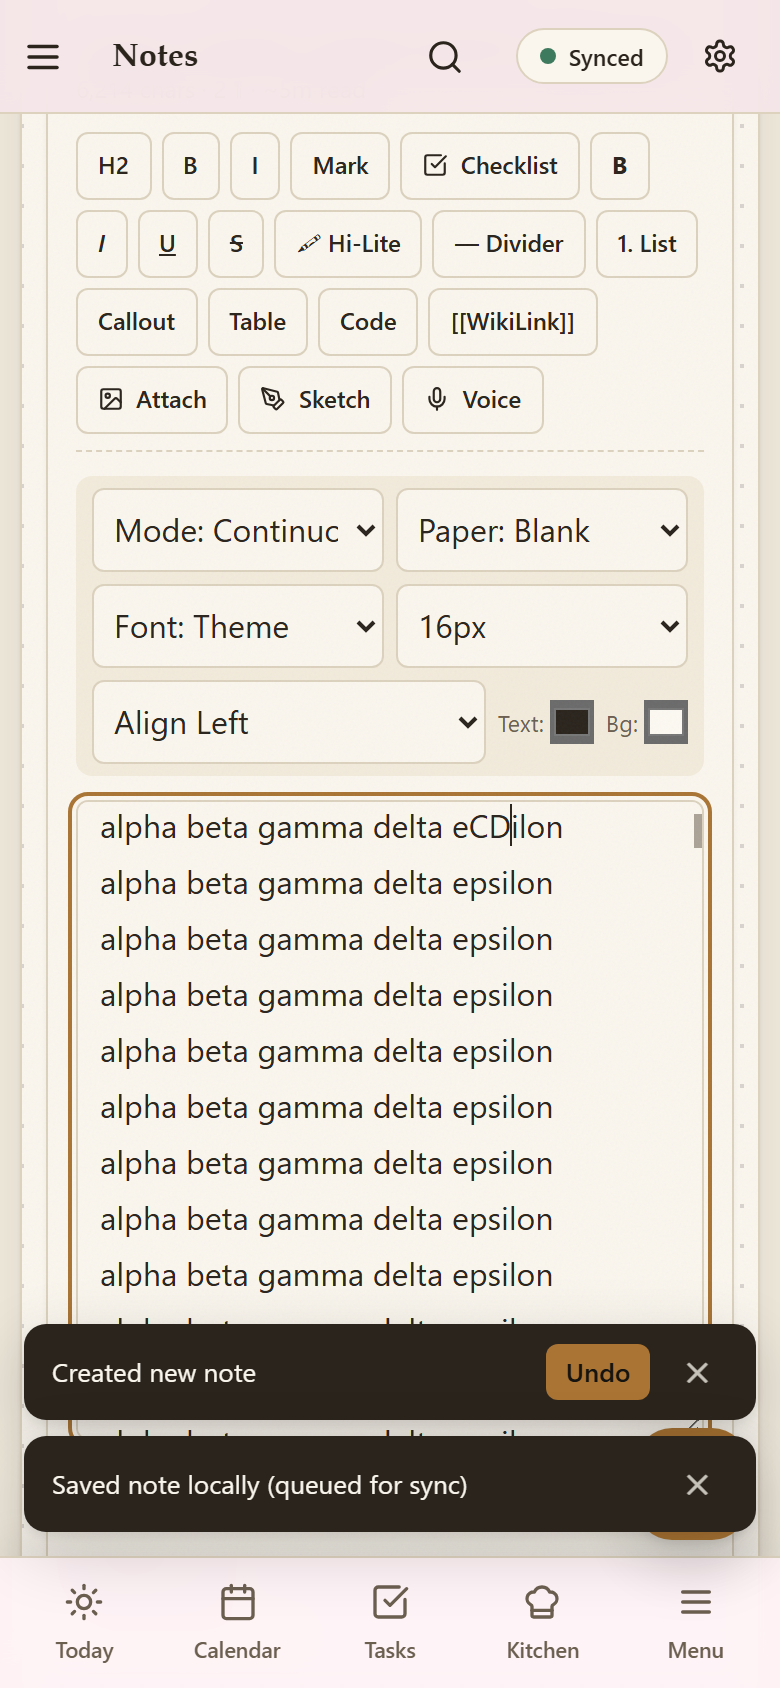 Notes
Synced
H2 B I Mark Checklist B
I U S Hi-Lite — Divider 1. List
Callout Table Code [[WikiLink]]
Attach Sketch Voice
Mode: Continuc Paper: Blank
Font: Theme 16px
Align Left Text: Bg:
alpha beta gamma delta eCDilon
alpha beta gamma delta epsilon
alpha beta gamma delta epsilon
alpha beta gamma delta epsilon
alpha beta gamma delta epsilon
alpha beta gamma delta epsilon
alpha beta gamma delta epsilon
alpha beta gamma delta epsilon
alpha beta gamma delta epsilon
Created new note Undo
Saved note locally (queued for sync)
Today Calendar Tasks Kitchen Menu